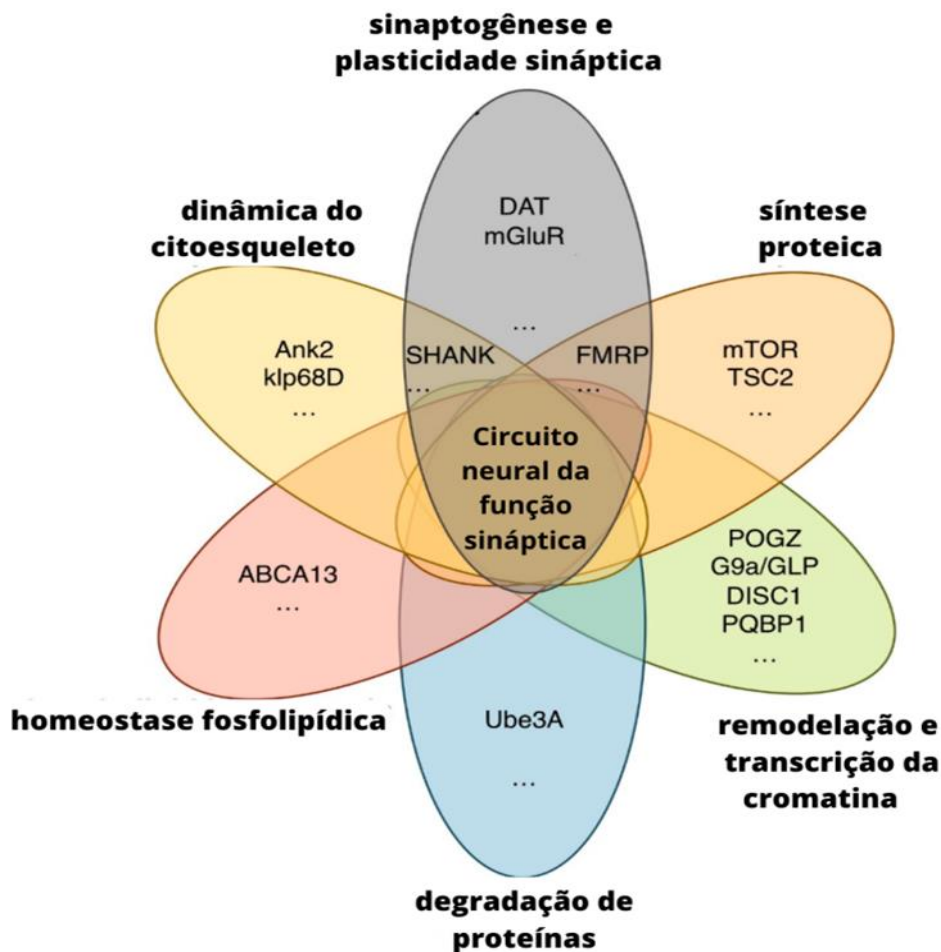 sinaptogênese e
plasticidade sináptica
dinâmica do
citoesqueleto
síntese
proteica
DAT
mGluR
...
Ank2
klp68D
...
SHANK
...
FMRP
...
mTOR
TSC2
...
Circuito
neural da
função
sináptica
ABCA13
...
POGZ
G9a/GLP
DISC1
PQBP1
...
homeostase fosfolipídica
Ube3A
...
remodelação e
transcrição da
cromatina
degradação de
proteínas